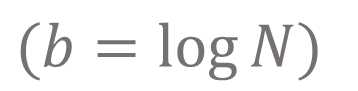 (b = log N)